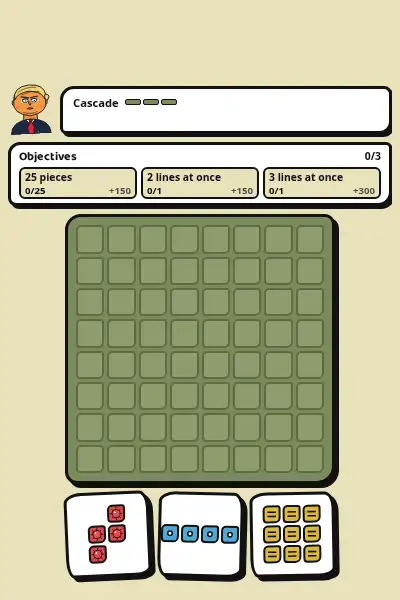 Cascade
Objectives 0/3
25 pieces
0/25 +150
2 lines at once
0/1 +150
3 lines at once
0/1 +300